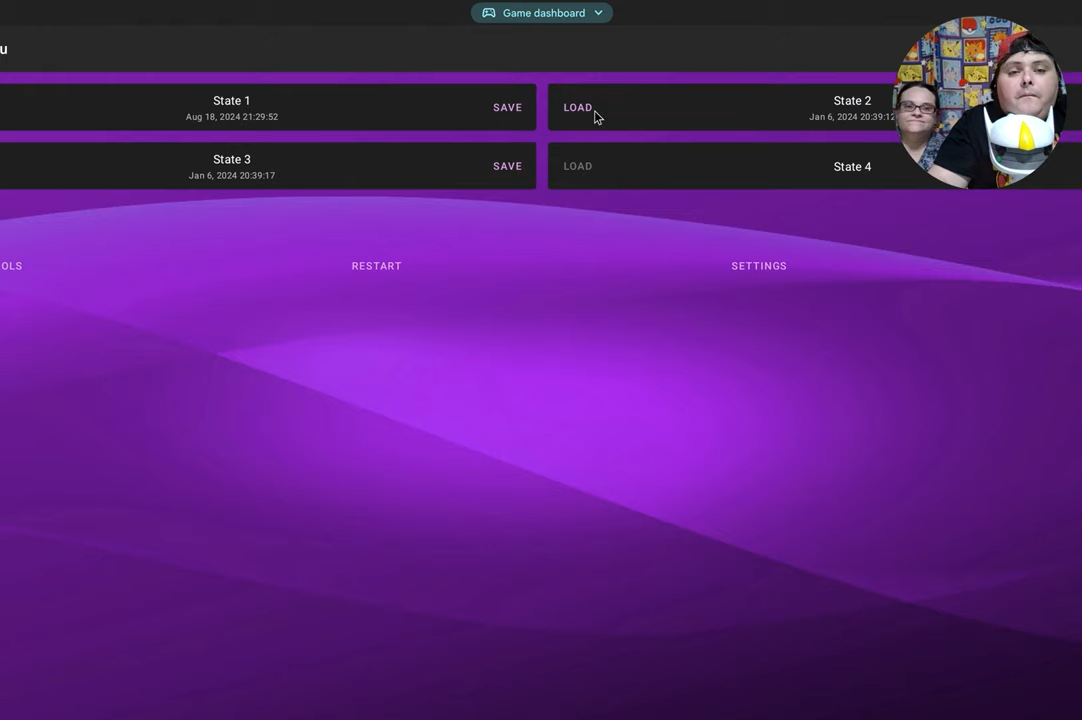 Game dashboard
u
State 1
Aug 18, 2024 21:29:52
SAVE
LOAD
State 2
Jan 6, 2024 20:39:12
State 3
Jan 6, 2024 20:39:17
SAVE
LOAD
State 4
OLS
RESTART
SETTINGS